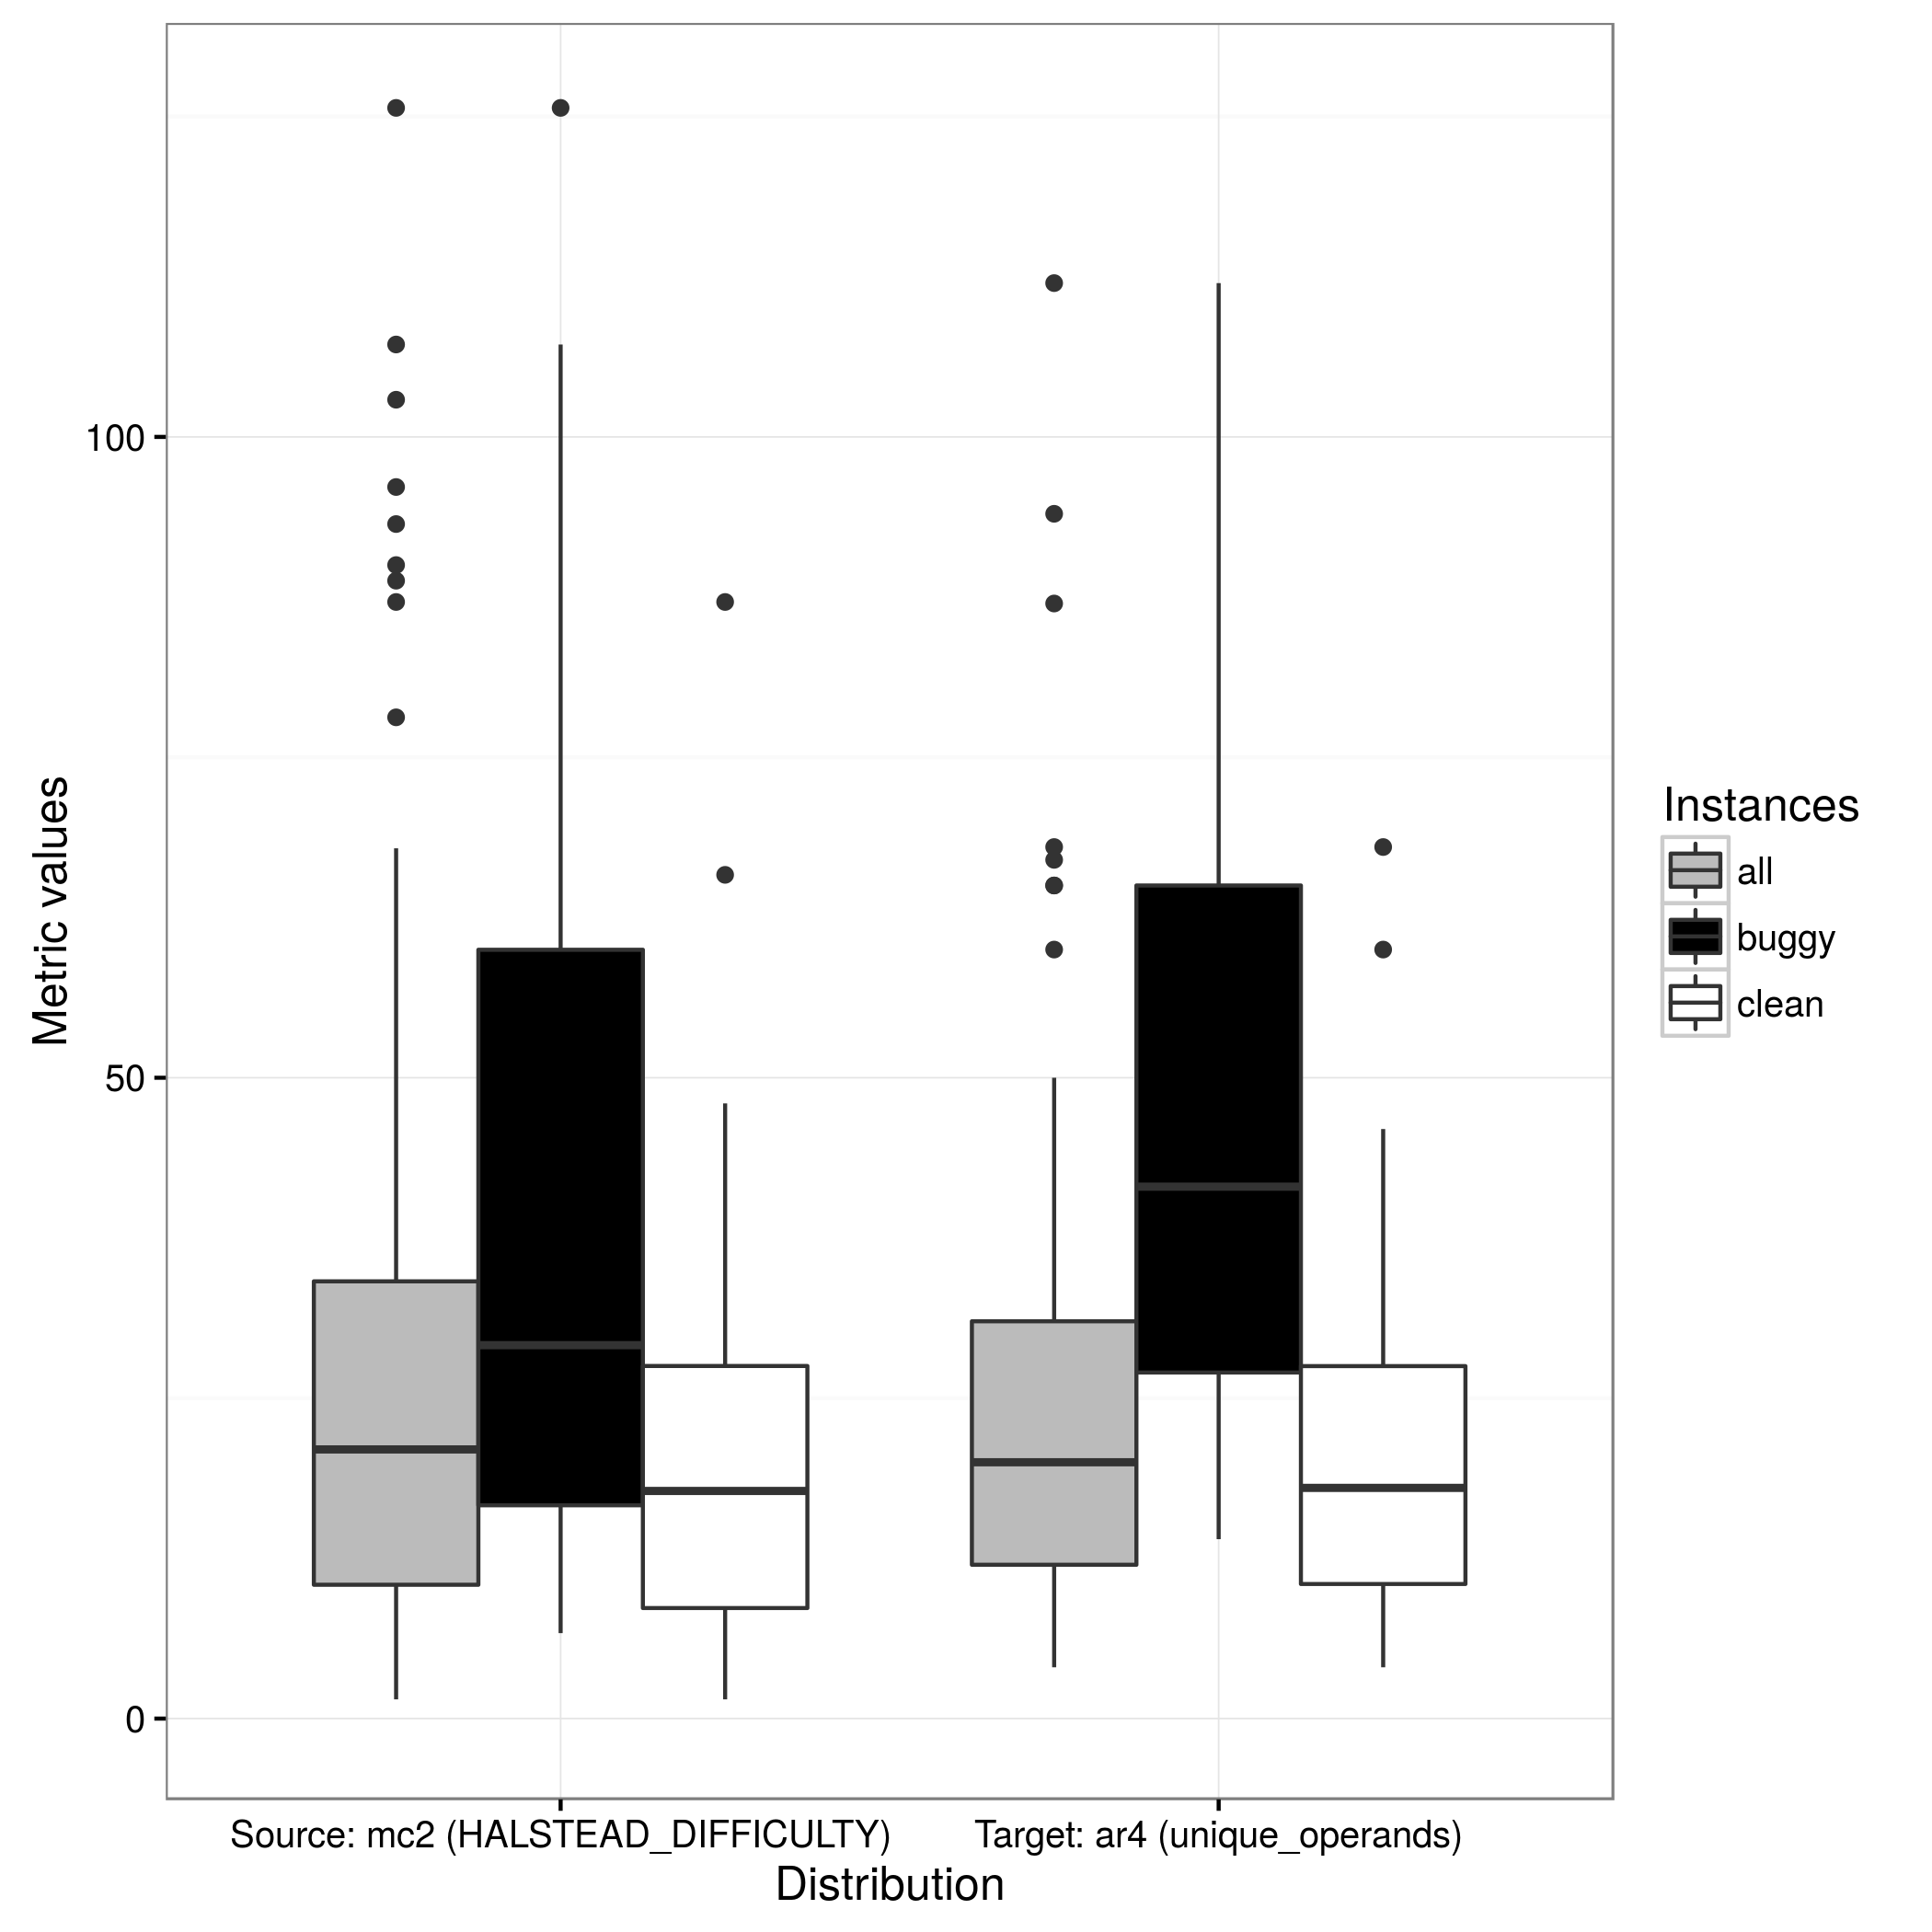 Metric values
100
50
0
Source: mc2 (HALSTEAD_DIFFICULTY)
Target: ar4 (unique_operands)
Distribution
Instances
all
buggy
clean